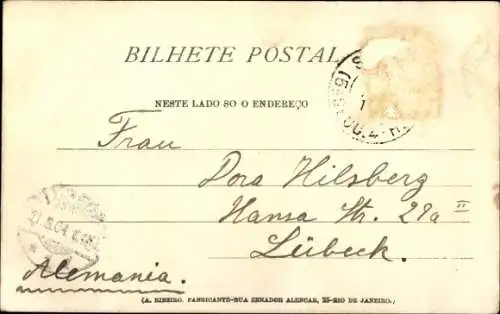 BILHETE POSTAL
NESTE LADO SO O ENDEREÇO
Frau
Dora Hilsberg
Hansa Str. 29a II
Lübeck.
Alemania.
(A. RIBEIRO. FABRICANTE-RUA SENADOR ALENCAR, 25-RIO DE JANEIRO.)